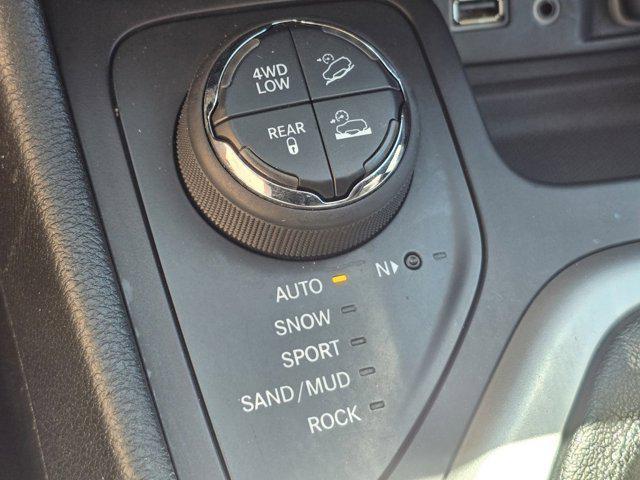 4WD
LOW
REAR
N
AUTO
SNOW
SPORT
SAND/MUD
ROCK